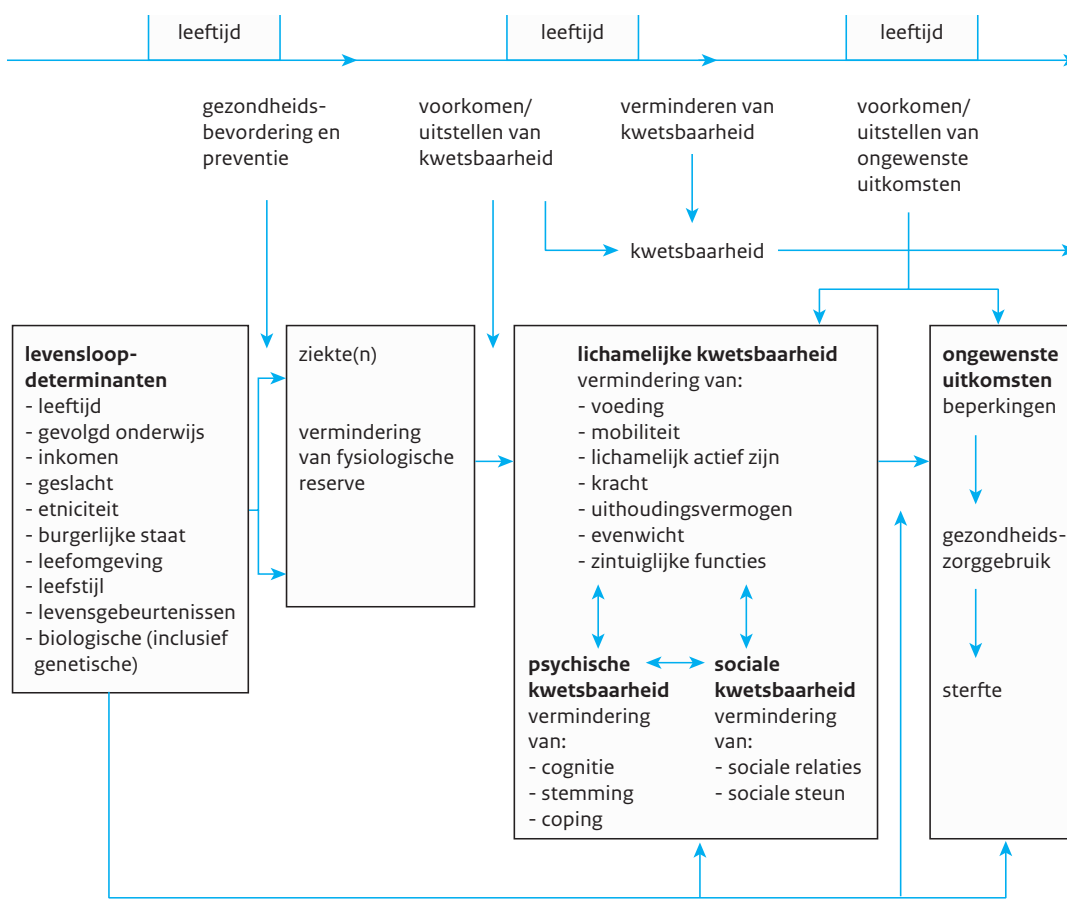 leeftijd
leeftijd
leeftijd
gezondheids-
bevordering en
preventie
voorkomen/
uitstellen van
kwetsbaarheid
verminderen van
kwetsbaarheid
voorkomen/
uitstellen van
ongewenste
uitkomsten
kwetsbaarheid
levensloop-
determinanten
- leeftijd
- gevolgd onderwijs
- inkomen
- geslacht
- etniciteit
- burgerlijke staat
- leefomgeving
- leefstijl
- levensgebeurtenissen
- biologische (inclusief
genetische)
ziekte(n)
vermindering
van fysiologische
reserve
lichamelijke kwetsbaarheid
vermindering van:
- voeding
- mobiliteit
- lichamelijk actief zijn
- kracht
- uithoudingsvermogen
- evenwicht
- zintuiglijke functies
psychische
kwetsbaarheid
vermindering
van:
- cognitie
- stemming
- coping
sociale
kwetsbaarheid
vermindering
van:
- sociale relaties
- sociale steun
ongewenste
uitkomsten
beperkingen
gezondheids-
zorggebruik
sterfte